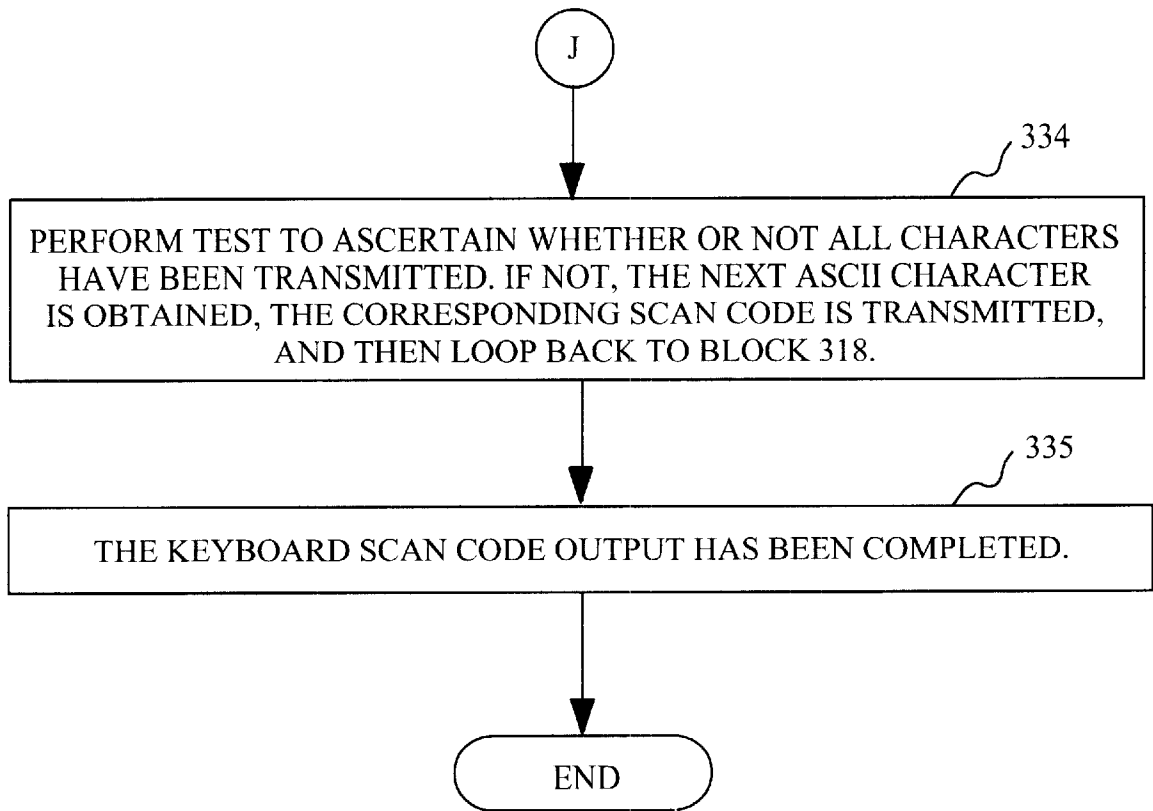 J
334
PERFORM TEST TO ASCERTAIN WHETHER OR NOT ALL CHARACTERS
HAVE BEEN TRANSMITTED. IF NOT, THE NEXT ASCII CHARACTER
IS OBTAINED, THE CORRESPONDING SCAN CODE IS TRANSMITTED,
AND THEN LOOP BACK TO BLOCK 318.
335
THE KEYBOARD SCAN CODE OUTPUT HAS BEEN COMPLETED.
END